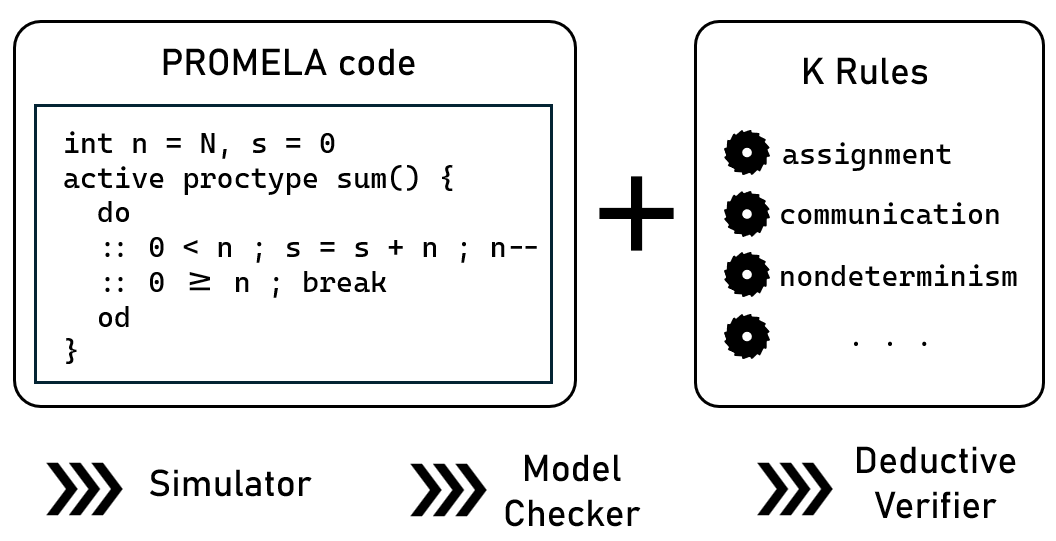 PROMELA code
int n = N, s = 0
active proctype sum() {
do
:: 0 < n ; s = s + n ; n--
:: 0 ≥ n ; break
od
}
+
K Rules
assignment
communication
nondeterminism
. . .
Simulator
Model
Checker
Deductive
Verifier